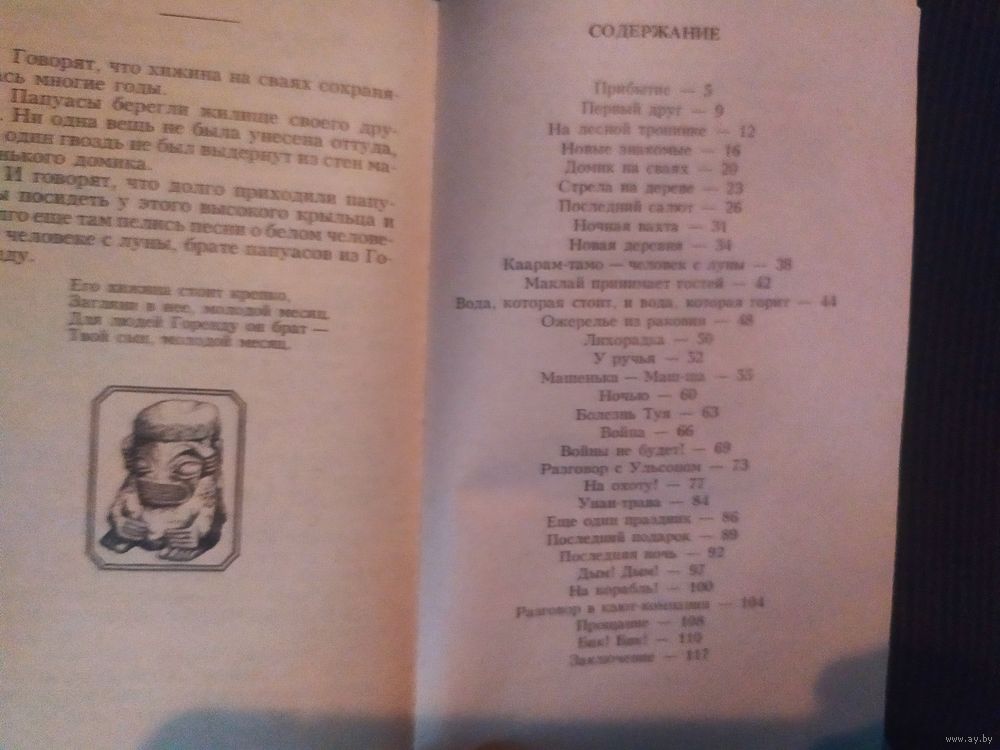 Говорят, что хижина на сваях сохраня-
ась многие годы.
Папуасы берегли жилище своего дру-
. Ни одна вещь не была унесена оттуда,
один гвоздь не был выдернут из стен ма-
нького домика.
И говорят, что долго приходили папу-
ы посидеть у этого высокого крыльца и
лго еще там пелись песни о белом челове-
человеке с луны, брате папуасов из Го-
нду.
Его хижина стоит крепко,
Загляни в нее, молодой месяц.
Для людей Горенду он брат —
Твой сын, молодой месяц.
СОДЕРЖАНИЕ
Прибытие — 5
Первый друг — 9
На лесной тропинке — 12
Новые знакомые — 16
Домик на сваях — 20
Стрела на дереве — 23
Последний салют — 26
Ночная вахта — 31
Новая деревня — 34
Каарам-тамо — человек с луны — 38
Маклай принимает гостей — 42
Вода, которая стоит, и вода, которая горит — 44
Ожерелье из раковин — 48
Лихорадка — 50
У ручья — 52
Машенька — Маш-ша — 55
Ночью — 60
Болезнь Туя — 63
Война — 66
Войны не будет! — 69
Разговор с Ульсоном — 73
На охоту! — 77
Унан-трава — 84
Еще один праздник — 86
Последний подарок — 89
Последняя ночь — 92
Дым! Дым! — 97
На корабль! — 100
Разговор в кают-компании — 104
Прощание — 108
Бик! Бик! — 110
Заключение — 117
www.ay.by